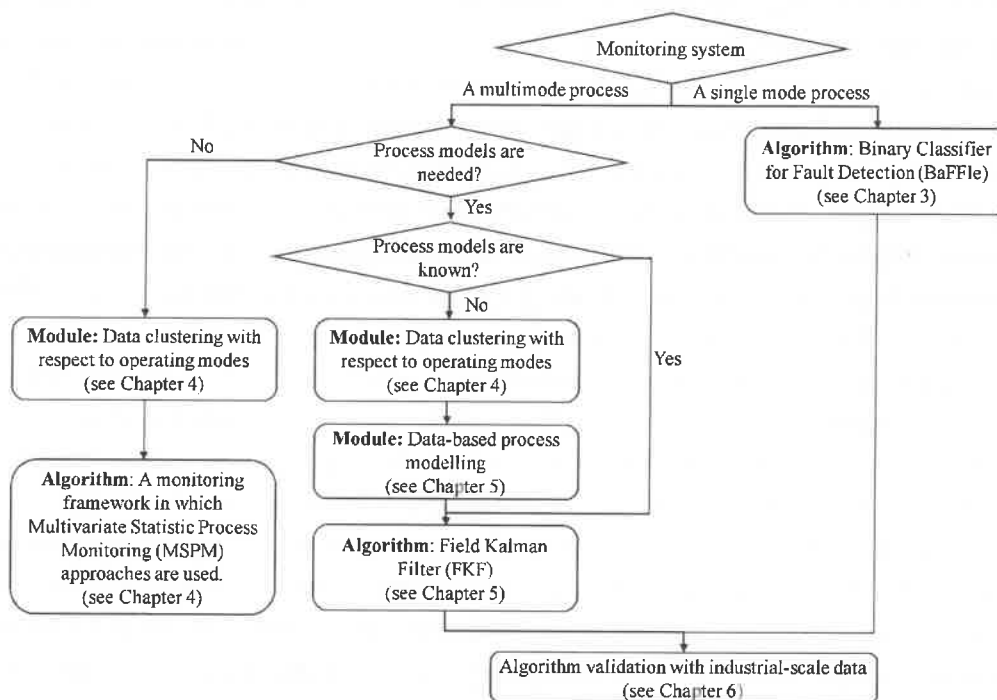 Monitoring system
A multimode process
A single mode process
No
Process models are
needed?
Algorithm: Binary Classifier
for Fault Detection (BaFFle)
(see Chapter 3)
Yes
Process models are
known?
No
Yes
Module: Data clustering with
respect to operating modes
(see Chapter 4)
Module: Data clustering with
respect to operating modes
(see Chapter 4)
Module: Data-based process
modelling
(see Chapter 5)
Algorithm: A monitoring
framework in which
Multivariate Statistic Process
Monitoring (MSPM)
approaches are used.
(see Chapter 4)
Algorithm: Field Kalman
Filter (FKF)
(see Chapter 5)
Algorithm validation with industrial-scale data
(see Chapter 6)